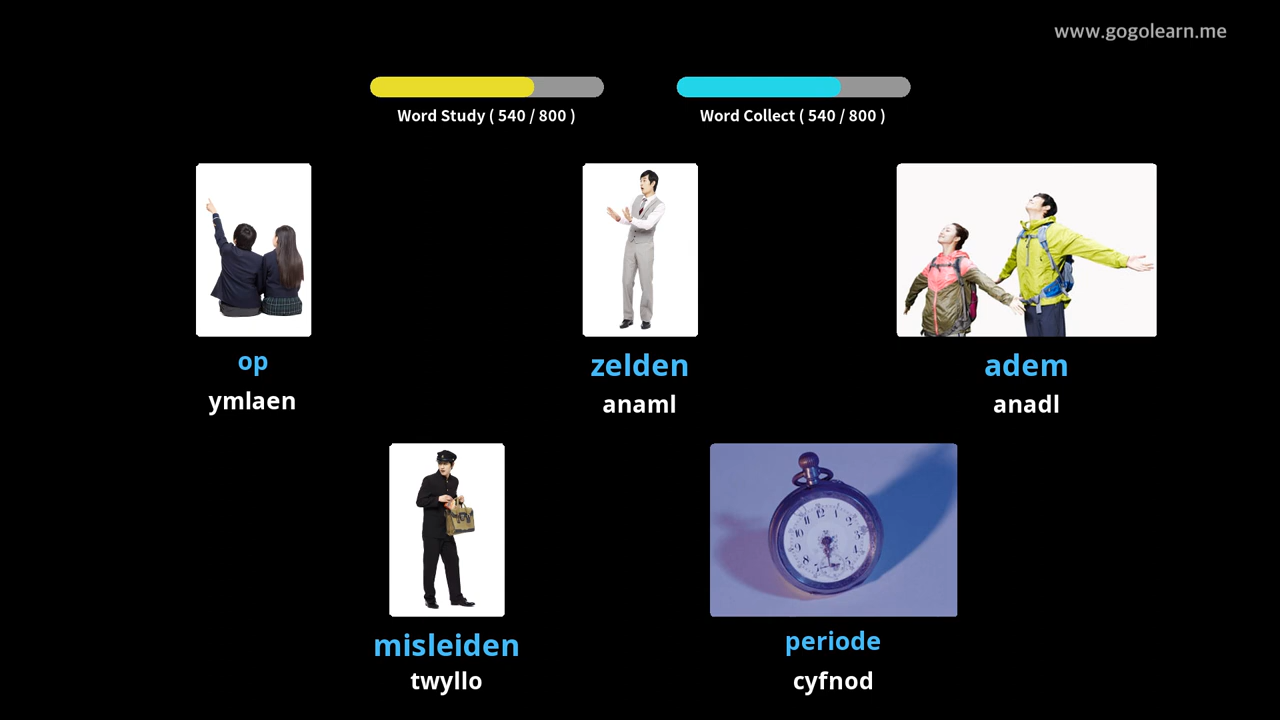 www.gogolearn.me
Word Study ( 540 / 800 )
Word Collect ( 540 / 800 )
op
ymlaen
zelden
anaml
adem
anadl
misleiden
twyllo
periode
cyfnod